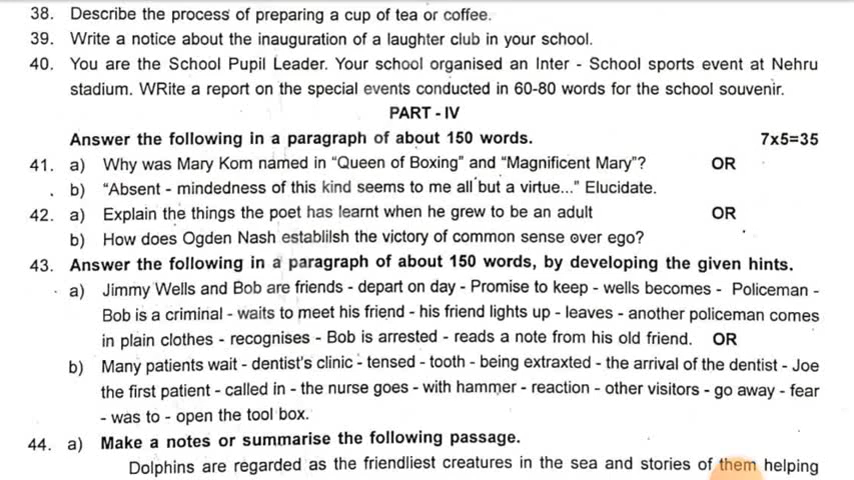 38. Describe the process of preparing a cup of tea or coffee.
39. Write a notice about the inauguration of a laughter club in your school.
40. You are the School Pupil Leader. Your school organised an Inter - School sports event at Nehru
stadium. WRite a report on the special events conducted in 60-80 words for the school souvenir.
PART - IV
Answer the following in a paragraph of about 150 words. 7x5=35
41. a) Why was Mary Kom named in “Queen of Boxing” and “Magnificent Mary”? OR
b) “Absent - mindedness of this kind seems to me all but a virtue...” Elucidate.
42. a) Explain the things the poet has learnt when he grew to be an adult OR
b) How does Ogden Nash establilsh the victory of common sense over ego?
43. Answer the following in a paragraph of about 150 words, by developing the given hints.
a) Jimmy Wells and Bob are friends - depart on day - Promise to keep - wells becomes - Policeman -
Bob is a criminal - waits to meet his friend - his friend lights up - leaves - another policeman comes
in plain clothes - recognises - Bob is arrested - reads a note from his old friend. OR
b) Many patients wait - dentist's clinic - tensed - tooth - being extraxted - the arrival of the dentist - Joe
the first patient - called in - the nurse goes - with hammer - reaction - other visitors - go away - fear
- was to - open the tool box.
44. a) Make a notes or summarise the following passage.
Dolphins are regarded as the friendliest creatures in the sea and stories of them helping